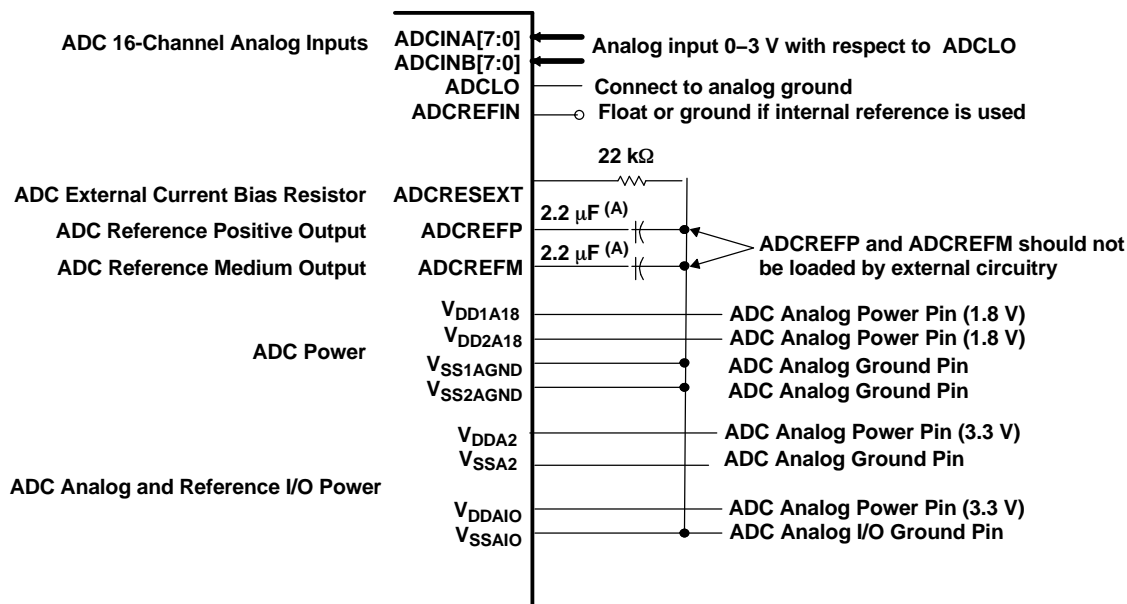 ADC 16-Channel Analog Inputs
ADCINA[7:0]
ADCINB[7:0]
Analog input 0–3 V with respect to ADCLO
ADCLO
Connect to analog ground
ADCREFIN
Float or ground if internal reference is used
22 kΩ
ADC External Current Bias Resistor
ADCRESEXT
2.2 μF (A)
ADC Reference Positive Output
ADCREFP
2.2 μF (A)
ADC Reference Medium Output
ADCREFM
ADCREFP and ADCREFM should not
be loaded by external circuitry
VDD1A18
ADC Analog Power Pin (1.8 V)
VDD2A18
ADC Analog Power Pin (1.8 V)
ADC Power
VSS1AGND
ADC Analog Ground Pin
VSS2AGND
ADC Analog Ground Pin
VDDA2
ADC Analog Power Pin (3.3 V)
VSSA2
ADC Analog Ground Pin
ADC Analog and Reference I/O Power
VDDAIO
ADC Analog Power Pin (3.3 V)
VSSAIO
ADC Analog I/O Ground Pin